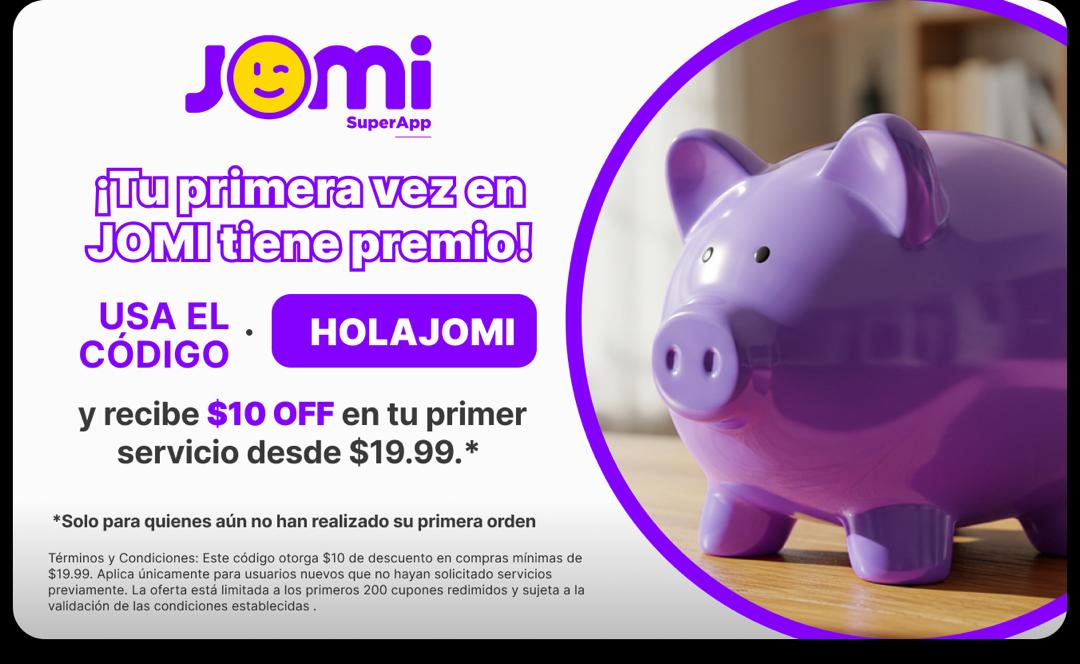 JOMi
SuperApp
¡Tu primera vez en
JOMI tiene premio!
USA EL
CÓDIGO
·
HOLAJOMI
y recibe $10 OFF en tu primer
servicio desde $19.99.*
*Solo para quienes aún no han realizado su primera orden
Términos y Condiciones: Este código otorga $10 de descuento en compras mínimas de
$19.99. Aplica únicamente para usuarios nuevos que no hayan solicitado servicios
previamente. La oferta está limitada a los primeros 200 cupones redimidos y sujeta a la
validación de las condiciones establecidas .